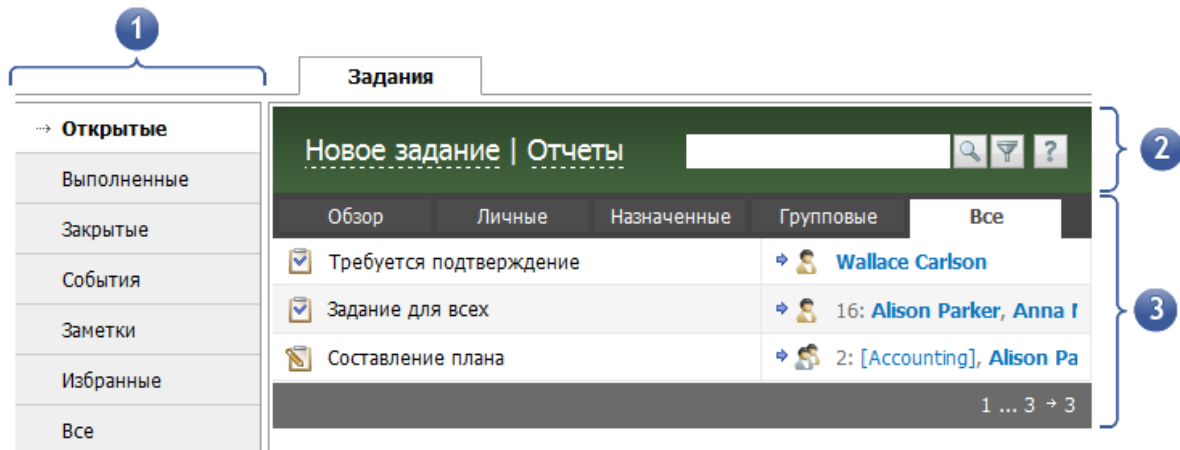 1
Задания
Открытые
Выполненные
Закрытые
События
Заметки
Избранные
Все
Новое задание | Отчеты
?
2
Обзор Личные Назначенные Групповые Все
Требуется подтверждение Wallace Carlson
Задание для всех 16: Alison Parker, Anna
Составление плана 2: [Accounting], Alison Pa
1 ... 3 → 3
3